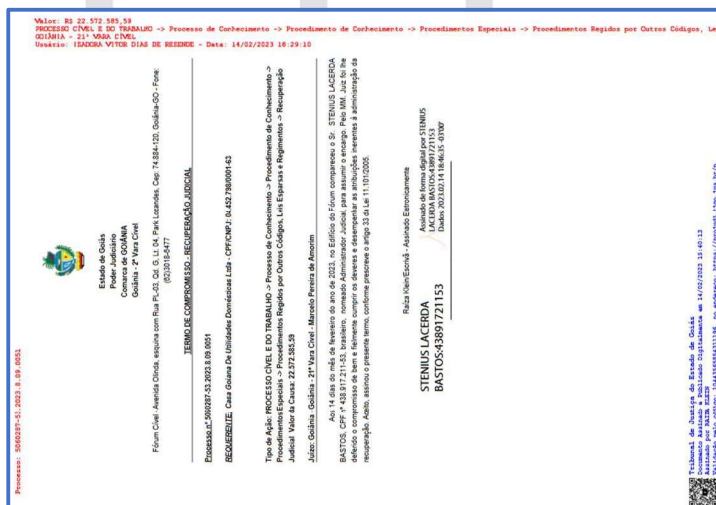 Valor: R$ 22.572.585,59
PROCESSO CÍVEL E DO TRABALHO -> Processo de Conhecimento -> Procedimento de Conhecimento -> Procedimentos Especiais -> Procedimentos Regidos por Outros Códigos, Le
GOIÂNIA - 21ª VARA CÍVEL
Usuário: ISADORA VITOR DIAS DE RESENDE - Data: 14/02/2023 18:29:10
Processo: 5060287-53.2023.8.09.0051
Estado de Goiás
Poder Judiciário
Comarca de GOIÂNIA
Goiânia - 2ª Vara Cível
Fórum Cível: Avenida Olinda, esquina com Rua PL-03, Qd. G, Lt. 04, Park Lozandes, Cep: 74.884-120, Goiânia-GO - Fone:
(62)3018-6477
TERMO DE COMPROMISSO - RECUPERAÇÃO JUDICIAL
Processo nº 5060287-53.2023.8.09.0051
REQUERENTE: Casa Goiana De Utilidades Domésticas Ltda - CPF/CNPJ: 01.452.798/0001-63
Tipo de Ação: PROCESSO CÍVEL E DO TRABALHO -> Processo de Conhecimento -> Procedimento de Conhecimento ->
Procedimentos Especiais -> Procedimentos Regidos por Outros Códigos, Leis Esparsas e Regimentos -> Recuperação
Judicial Valor da Causa: 22.572.585,59
Juízo: Goiânia - Goiânia - 21ª Vara Cível - Marcelo Pereira de Amorim
Aos 14 dias do mês de fevereiro do ano de 2023, no Edifício do Fórum compareceu o Sr. STENIUS LACERDA
BASTOS, CPF nº 438.917.211-53, brasileiro, nomeado Administrador Judicial, para assumir o encargo. Pelo MM. Juiz foi lhe
deferido o compromisso de bem e fielmente cumprir os deveres e desempenhar as atribuições inerentes à administração da
recuperação. Aceito, assinou o presente termo, conforme prescreve o artigo 33 da Lei 11.101/2005.
Raíza Klein/Escrivã - Assinado Eetronicamente
STENIUS LACERDA
BASTOS:43891721153
Assinado de forma digital por STENIUS
LACERDA BASTOS:43891721153
Dados: 2023.02.14 18:46:35 -03'00'
Tribunal de Justiça do Estado de Goiás
Documento Assinado e Publicado Digitalmente em 14/02/2023 15:40:13
Assinado por RAIZA KLEIN